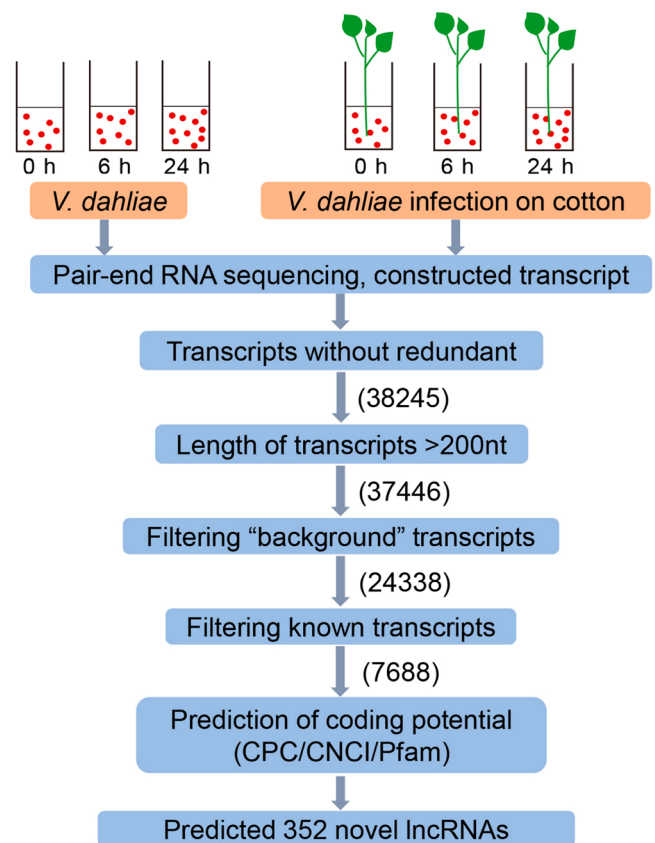 0 h 6 h 24 h 0 h 6 h 24 h
V. dahliae V. dahliae infection on cotton
Pair-end RNA sequencing, constructed transcript
Transcripts without redundant
(38245)
Length of transcripts >200nt
(37446)
Filtering “background” transcripts
(24338)
Filtering known transcripts
(7688)
Prediction of coding potential
(CPC/CNCI/Pfam)
Predicted 352 novel lncRNAs